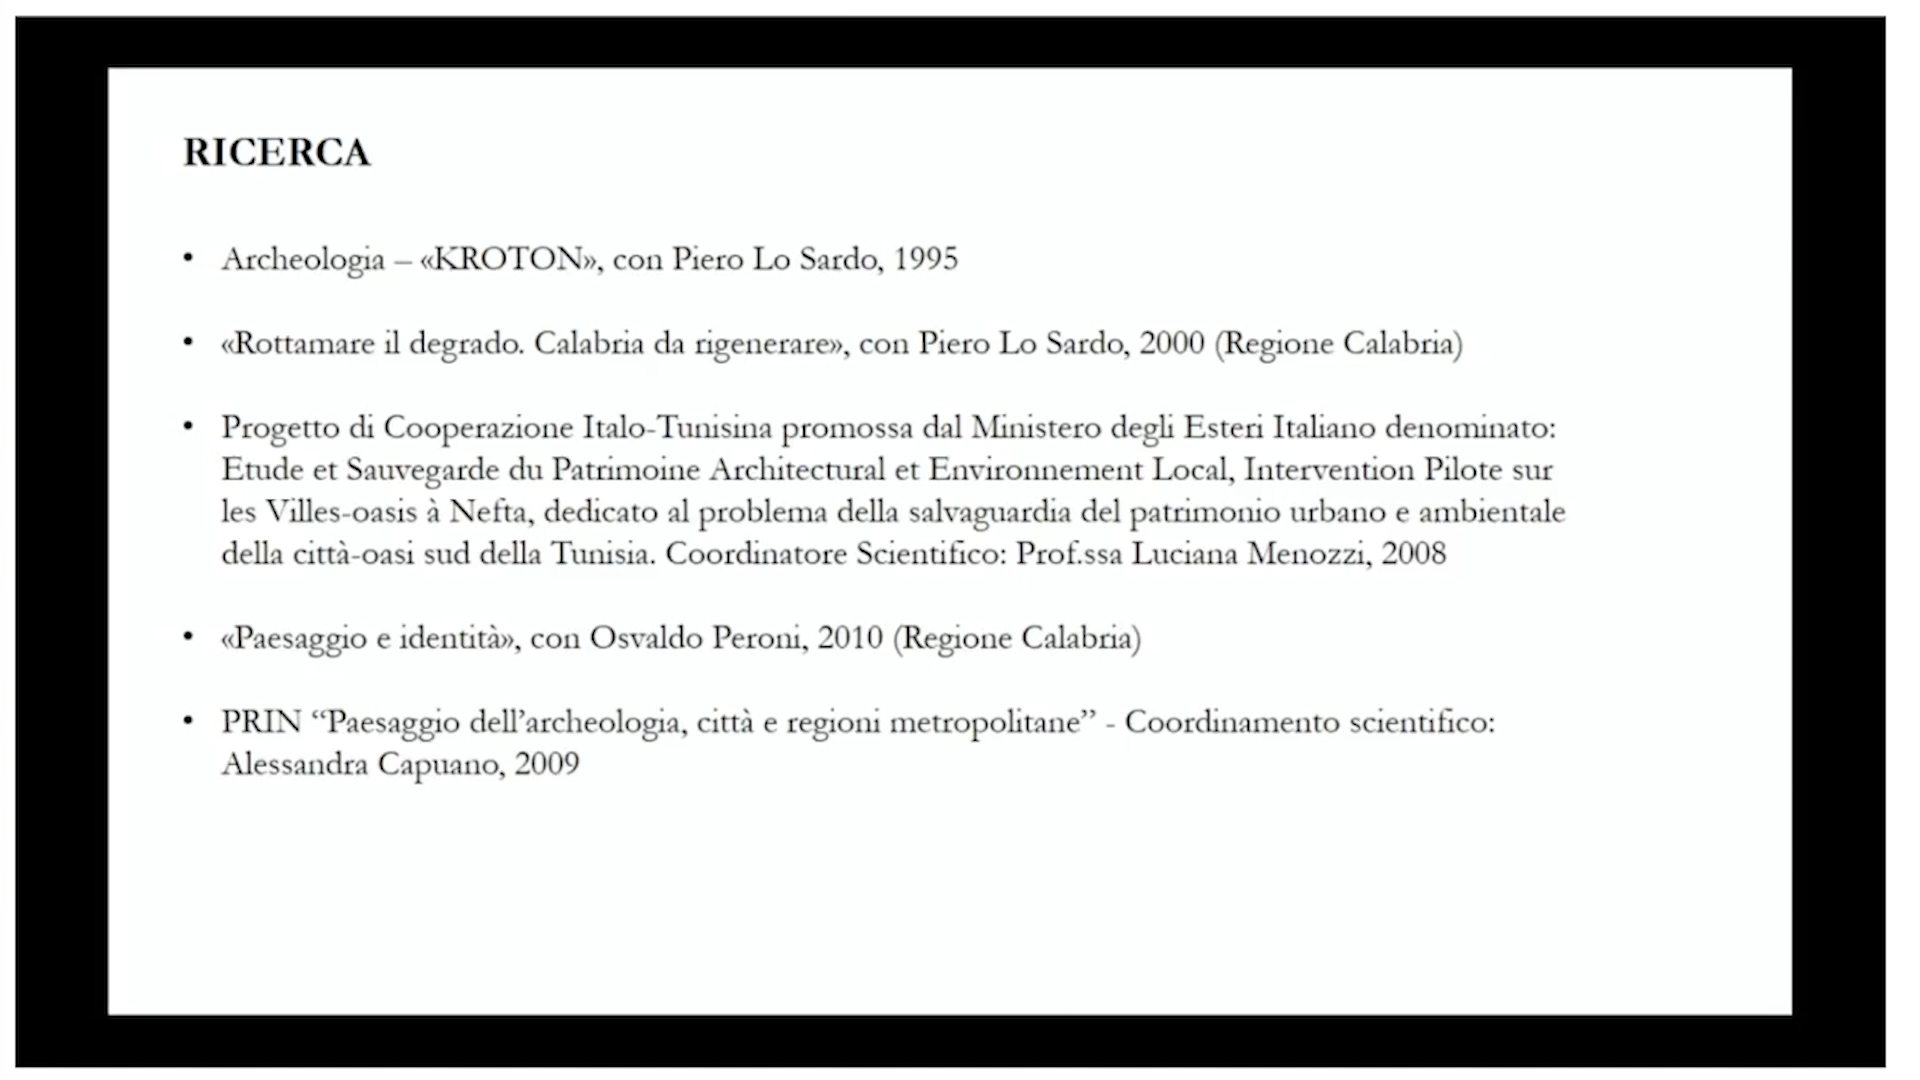 RICERCA
• Archeologia – «KROTON», con Piero Lo Sardo, 1995
• «Rottamare il degrado. Calabria da rigenerare», con Piero Lo Sardo, 2000 (Regione Calabria)
• Progetto di Cooperazione Italo-Tunisina promossa dal Ministero degli Esteri Italiano denominato:
Etude et Sauvegarde du Patrimoine Architectural et Environnement Local, Intervention Pilote sur
les Villes-oasis à Nefta, dedicato al problema della salvaguardia del patrimonio urbano e ambientale
della città-oasi sud della Tunisia. Coordinatore Scientifico: Prof.ssa Luciana Menozzi, 2008
• «Paesaggio e identità», con Osvaldo Peroni, 2010 (Regione Calabria)
• PRIN “Paesaggio dell’archeologia, città e regioni metropolitane” - Coordinamento scientifico:
Alessandra Capuano, 2009